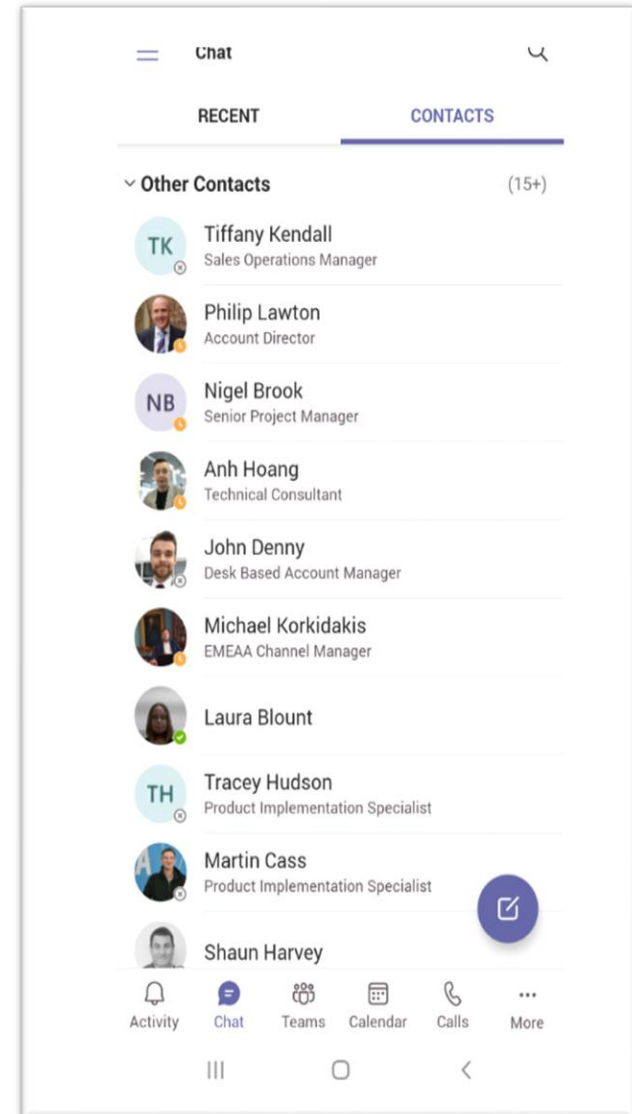 Chat
RECENT CONTACTS
Other Contacts (15+)
TK
Tiffany Kendall
Sales Operations Manager
Philip Lawton
Account Director
NB
Nigel Brook
Senior Project Manager
Anh Hoang
Technical Consultant
John Denny
Desk Based Account Manager
Michael Korkidakis
EMEAA Channel Manager
Laura Blount
TH
Tracey Hudson
Product Implementation Specialist
Martin Cass
Product Implementation Specialist
Shaun Harvey
Activity Chat Teams Calendar Calls More